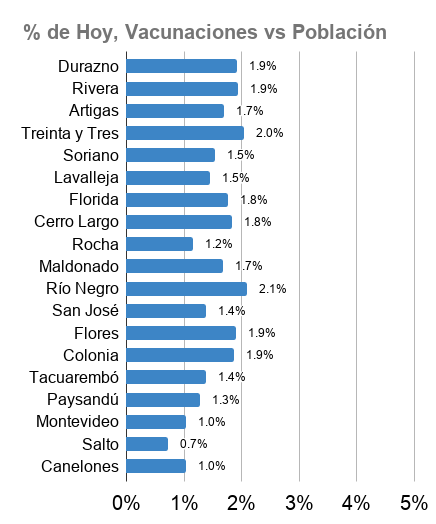 % de Hoy, Vacunaciones vs Población
Durazno 1.9%
Rivera 1.9%
Artigas 1.7%
Treinta y Tres 2.0%
Soriano 1.5%
Lavalleja 1.5%
Florida 1.8%
Cerro Largo 1.8%
Rocha 1.2%
Maldonado 1.7%
Río Negro 2.1%
San José 1.4%
Flores 1.9%
Colonia 1.9%
Tacuarembó 1.4%
Paysandú 1.3%
Montevideo 1.0%
Salto 0.7%
Canelones 1.0%
0% 1% 2% 3% 4% 5%